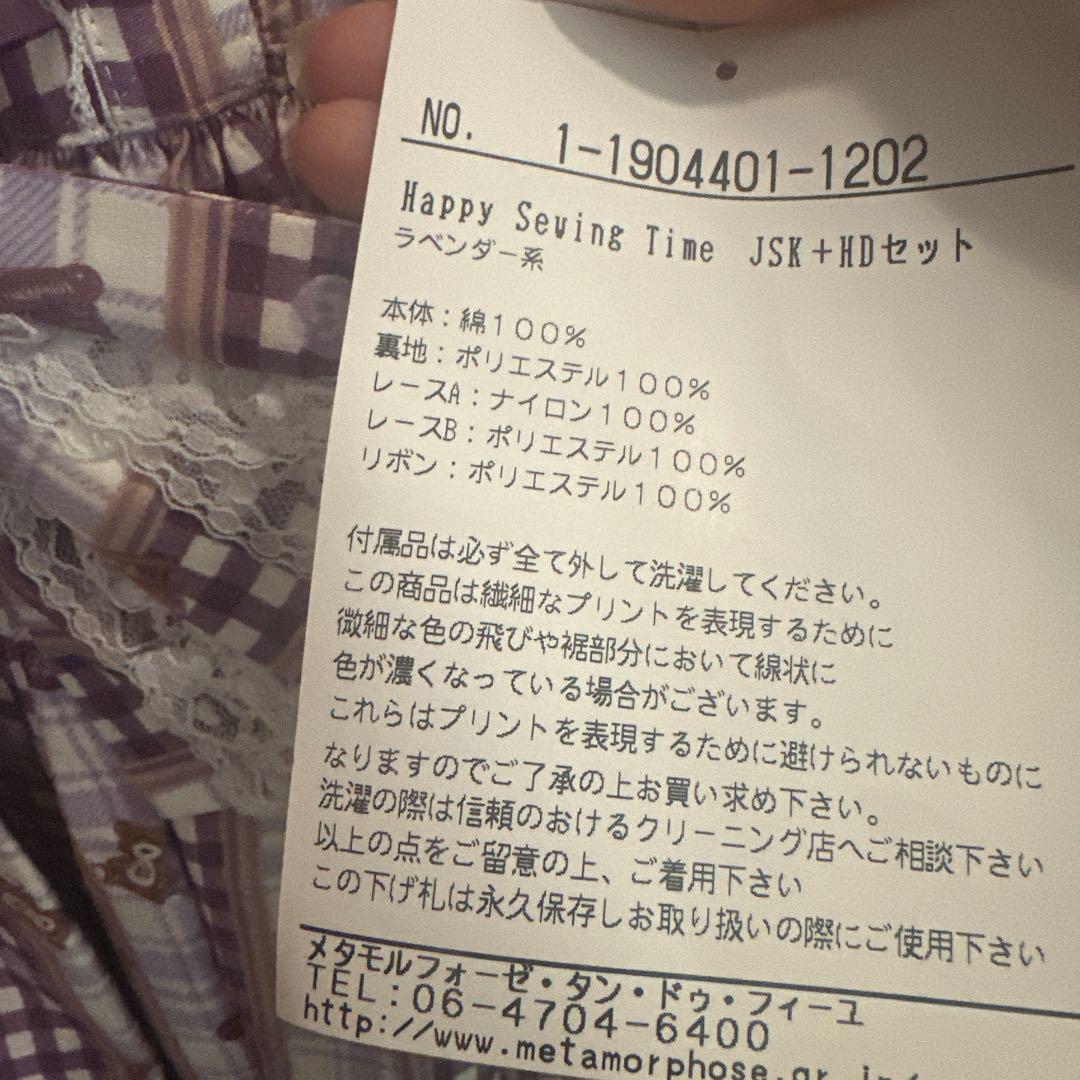 NO. 1-1904401-1202
Happy Sewing Time JSK+HDセット
ラベンダー系
本体:綿100%
裏地:ポリエステル100%
レースA:ナイロン100%
レースB:ポリエステル100%
リボン:ポリエステル100%
付属品は必ず全て外して洗濯してください。
この商品は繊細なプリントを表現するために
微細な色の飛びや裾部分において線状に
色が濃くなっている場合がございます。
これらはプリントを表現するために避けられないものに
なりますのでご了承の上お買い求め下さい。
洗濯の際は信頼のおけるクリーニング店へご相談下さい
以上の点をご留意の上、ご着用下さい
この下げ札は永久保存しお取り扱いの際にご使用下さい
メタモルフォーゼ・タン・ドゥ・フィーユ
TEL:06-4704-6400
http://www.metamorphose.gr.jp/